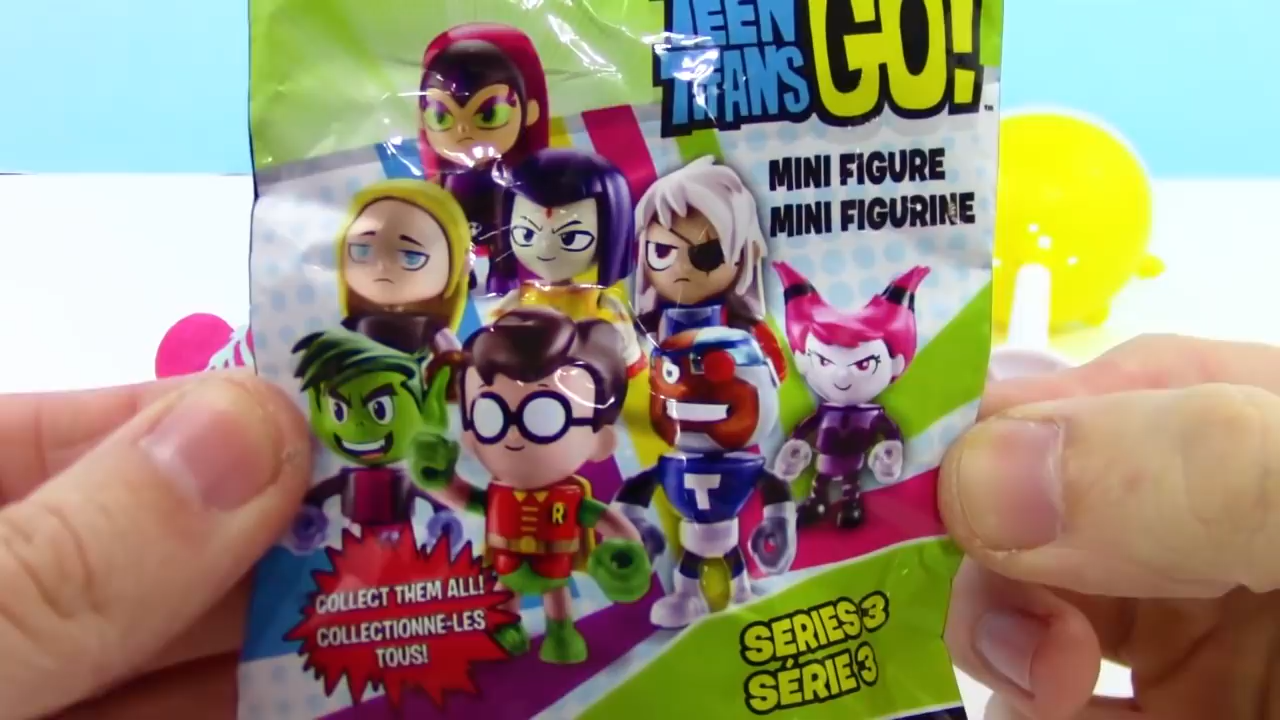 TEEN
TITANS GO!
MINI FIGURE
MINI FIGURINE
R
T
COLLECT THEM ALL!
COLLECTIONNE-LES
TOUS!
SERIES 3
SÉRIE 3